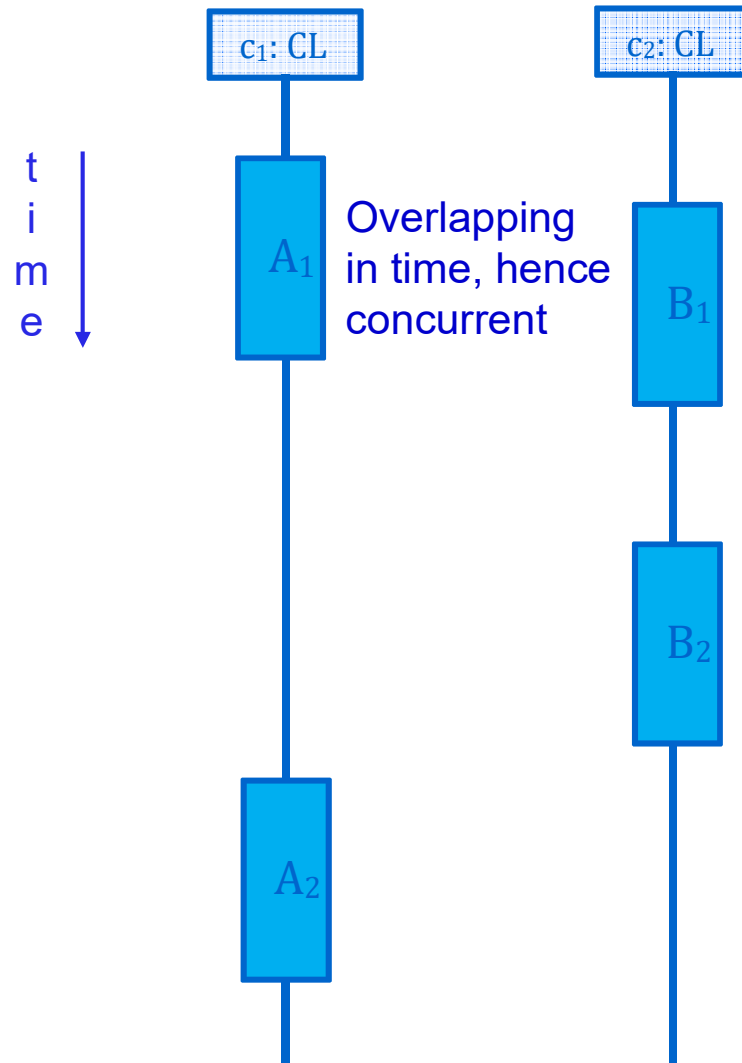 c₁: CL
c₂: CL
t
i
m
e
A₁
Overlapping
in time, hence
concurrent
B₁
B₂
A₂